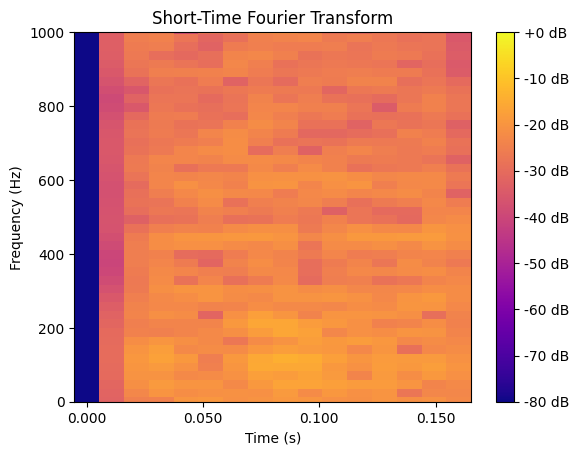 Short-Time Fourier Transform
Frequency (Hz)
1000
800
600
400
200
0
0.000 0.050 0.100 0.150
Time (s)
+0 dB
-10 dB
-20 dB
-30 dB
-40 dB
-50 dB
-60 dB
-70 dB
-80 dB